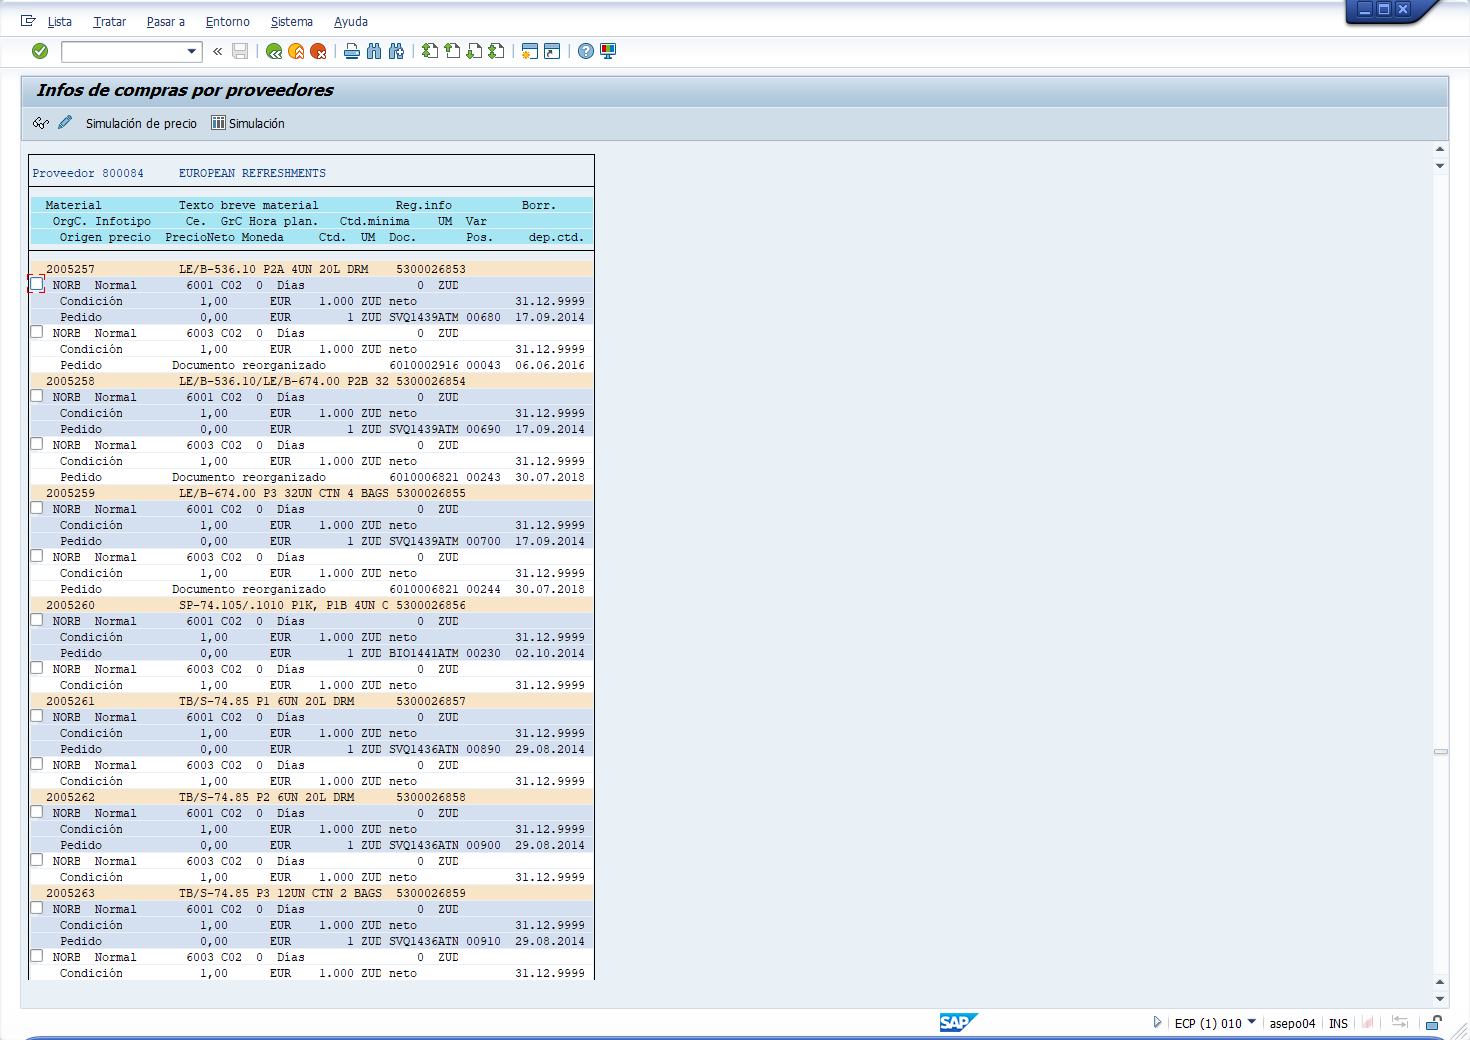 Lista Tratar Pasar a Entorno Sistema Ayuda
Infos de compras por proveedores
Simulación de precio Simulación
Proveedor 800084 EUROPEAN REFRESHMENTS
Material Texto breve material Reg.info Borr.
OrgC. Infotipo Ce. GrC Hora plan. Ctd.mínima UM Var
Origen precio PrecioNeto Moneda Ctd. UM Doc. Pos. dep.ctd.
2005257 LE/B-536.10 P2A 4UN 20L DRM 5300026853
NORB Normal 6001 C02 0 Días 0 ZUD
Condición 1,00 EUR 1.000 ZUD neto 31.12.9999
Pedido 0,00 EUR 1 ZUD SVQ1439ATM 00680 17.09.2014
NORB Normal 6003 C02 0 Días 0 ZUD
Condición 1,00 EUR 1.000 ZUD neto 31.12.9999
Pedido Documento reorganizado 6010002916 00043 06.06.2016
2005258 LE/B-536.10/LE/B-674.00 P2B 32 5300026854
NORB Normal 6001 C02 0 Días 0 ZUD
Condición 1,00 EUR 1.000 ZUD neto 31.12.9999
Pedido 0,00 EUR 1 ZUD SVQ1439ATM 00690 17.09.2014
NORB Normal 6003 C02 0 Días 0 ZUD
Condición 1,00 EUR 1.000 ZUD neto 31.12.9999
Pedido Documento reorganizado 6010006821 00243 30.07.2018
2005259 LE/B-674.00 P3 32UN CTN 4 BAGS 5300026855
NORB Normal 6001 C02 0 Días 0 ZUD
Condición 1,00 EUR 1.000 ZUD neto 31.12.9999
Pedido 0,00 EUR 1 ZUD SVQ1439ATM 00700 17.09.2014
NORB Normal 6003 C02 0 Días 0 ZUD
Condición 1,00 EUR 1.000 ZUD neto 31.12.9999
Pedido Documento reorganizado 6010006821 00244 30.07.2018
2005260 SP-74.105/.1010 P1K, P1B 4UN C 5300026856
NORB Normal 6001 C02 0 Días 0 ZUD
Condición 1,00 EUR 1.000 ZUD neto 31.12.9999
Pedido 0,00 EUR 1 ZUD BIO1441ATM 00230 02.10.2014
NORB Normal 6003 C02 0 Días 0 ZUD
Condición 1,00 EUR 1.000 ZUD neto 31.12.9999
2005261 TB/S-74.85 P1 6UN 20L DRM 5300026857
NORB Normal 6001 C02 0 Días 0 ZUD
Condición 1,00 EUR 1.000 ZUD neto 31.12.9999
Pedido 0,00 EUR 1 ZUD SVQ1436ATN 00890 29.08.2014
NORB Normal 6003 C02 0 Días 0 ZUD
Condición 1,00 EUR 1.000 ZUD neto 31.12.9999
2005262 TB/S-74.85 P2 6UN 20L DRM 5300026858
NORB Normal 6001 C02 0 Días 0 ZUD
Condición 1,00 EUR 1.000 ZUD neto 31.12.9999
Pedido 0,00 EUR 1 ZUD SVQ1436ATN 00900 29.08.2014
NORB Normal 6003 C02 0 Días 0 ZUD
Condición 1,00 EUR 1.000 ZUD neto 31.12.9999
2005263 TB/S-74.85 P3 12UN CTN 2 BAGS 5300026859
NORB Normal 6001 C02 0 Días 0 ZUD
Condición 1,00 EUR 1.000 ZUD neto 31.12.9999
Pedido 0,00 EUR 1 ZUD SVQ1436ATN 00910 29.08.2014
NORB Normal 6003 C02 0 Días 0 ZUD
Condición 1,00 EUR 1.000 ZUD neto 31.12.9999
SAP ECP (1) 010 asepo04 INS